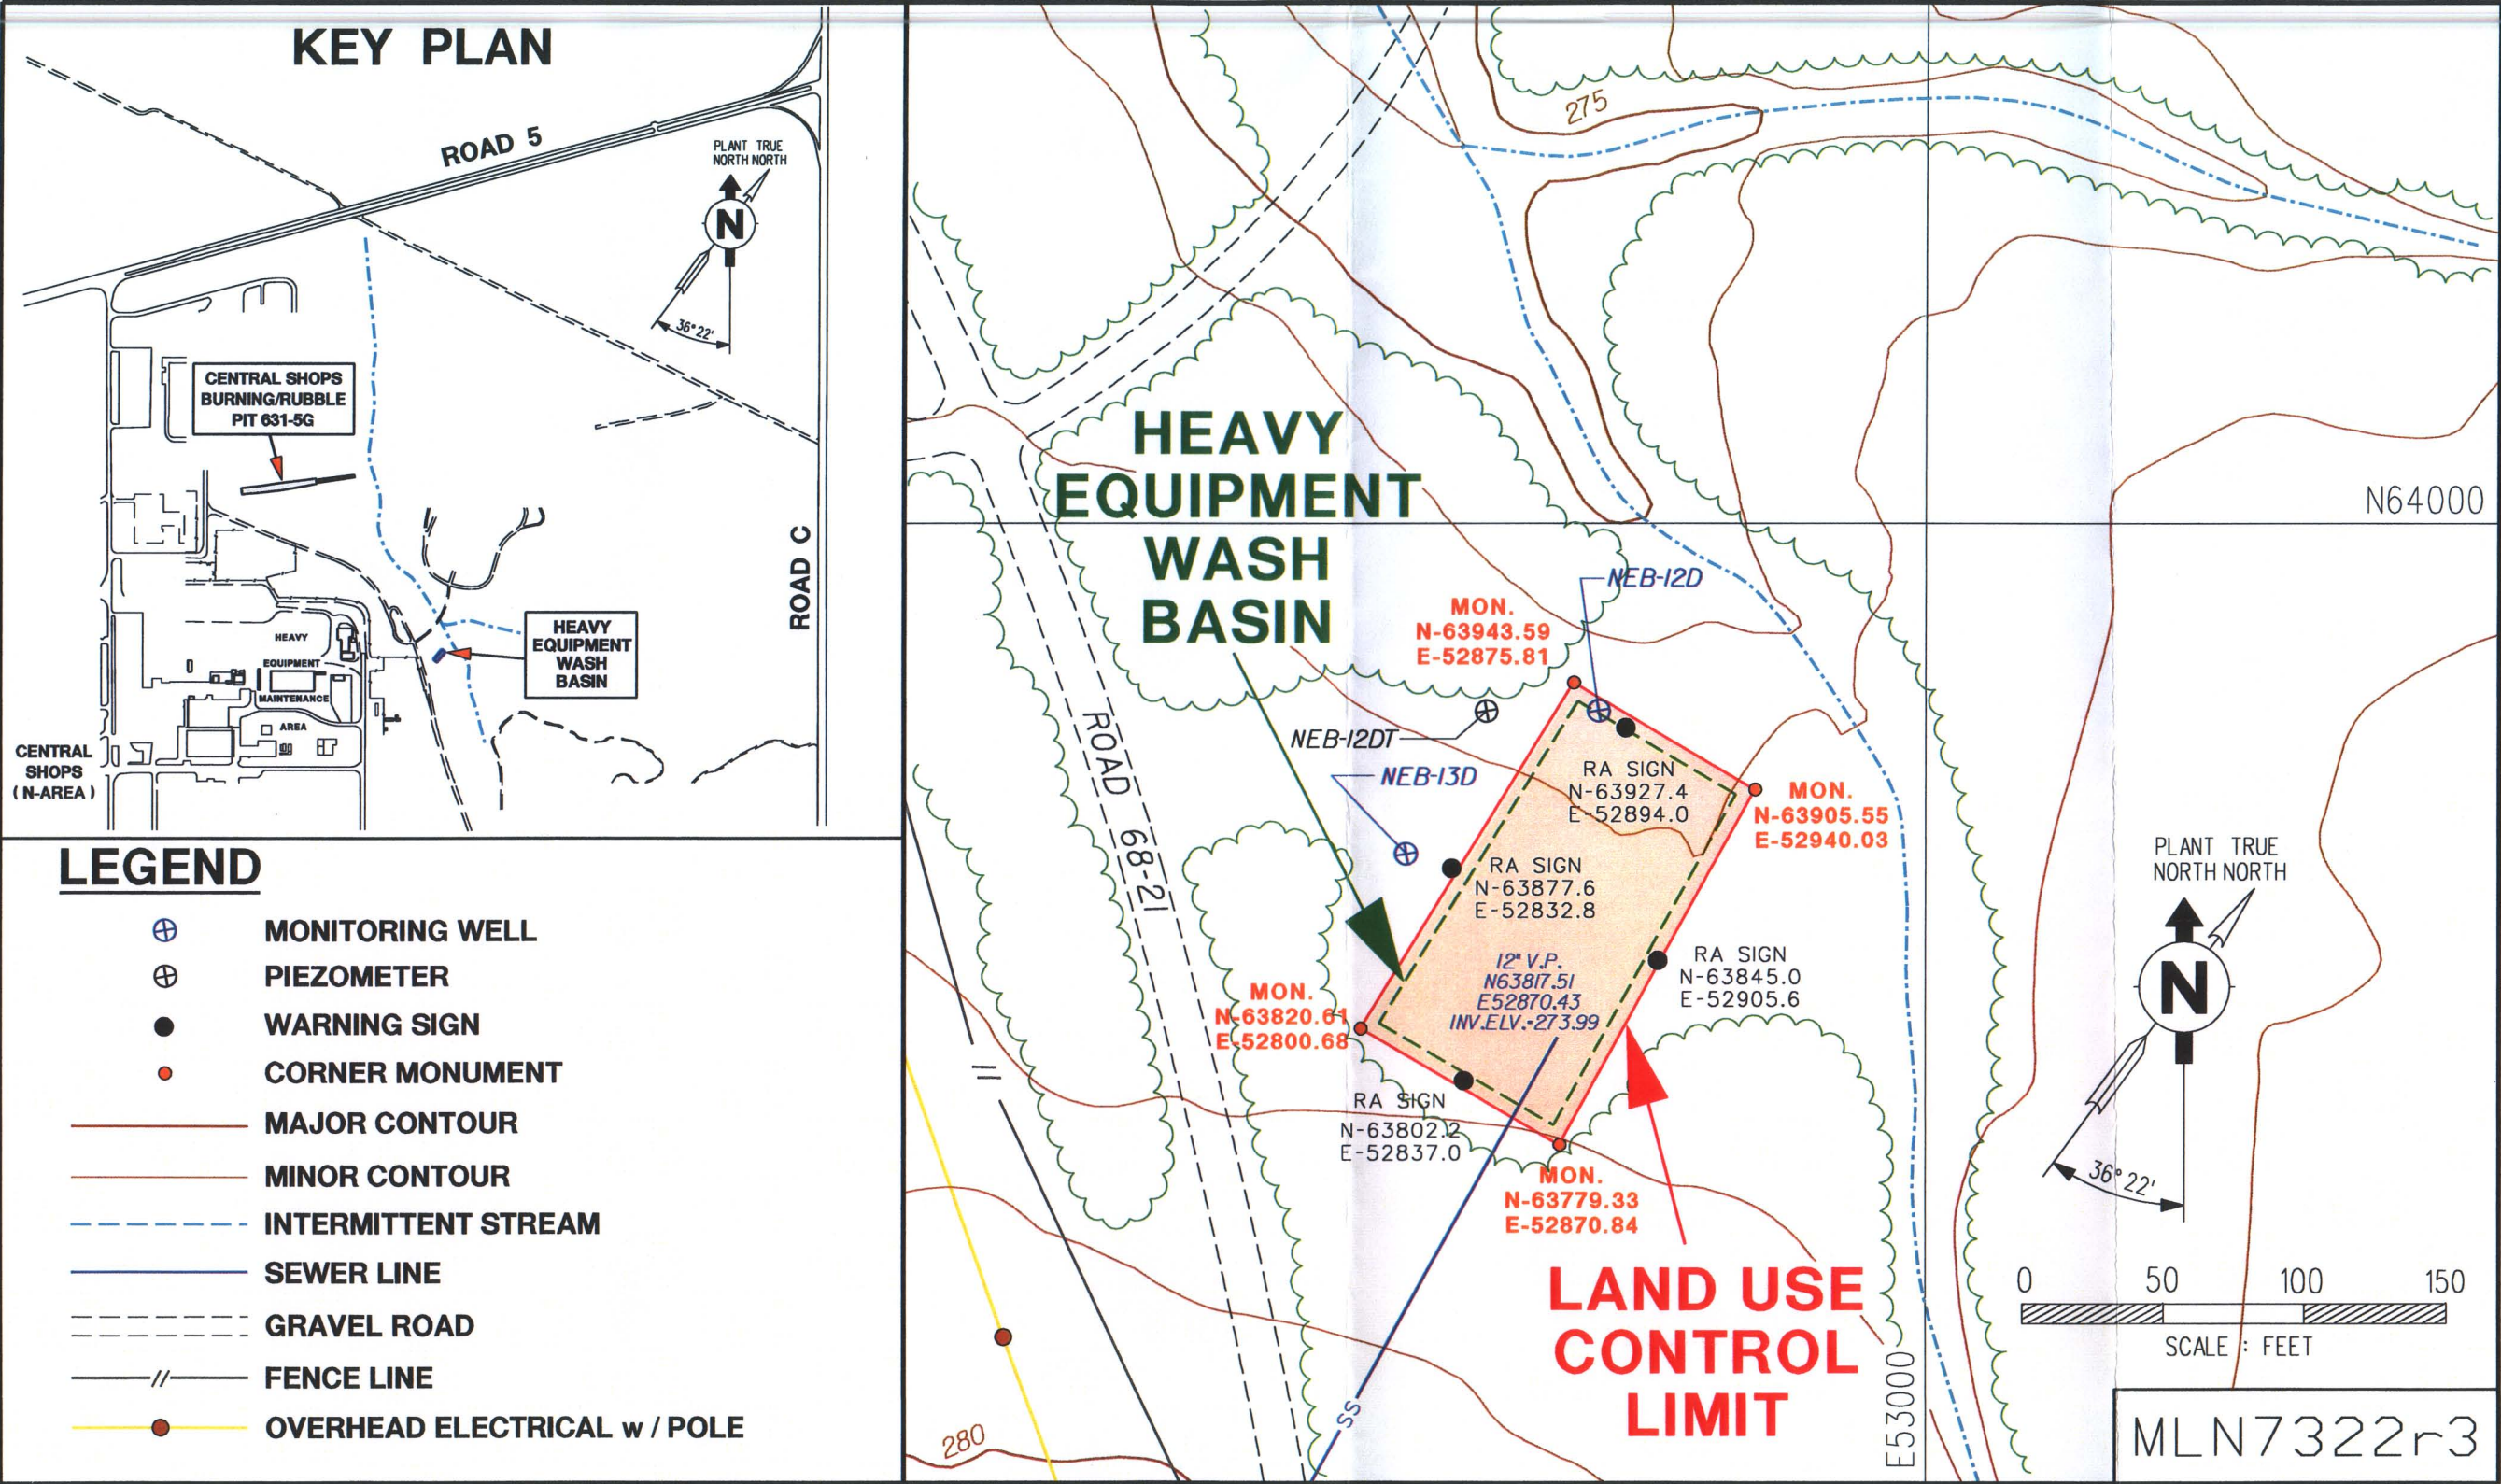 KEY PLAN
ROAD 5
PLANT TRUE
NORTH NORTH
N
36° 22'
CENTRAL SHOPS
BURNING/RUBBLE
PIT 631-5G
ROAD C
HEAVY
EQUIPMENT
WASH
BASIN
HEAVY
EQUIPMENT
MAINTENANCE
AREA
CENTRAL
SHOPS
( N-AREA )
LEGEND
MONITORING WELL
PIEZOMETER
WARNING SIGN
CORNER MONUMENT
MAJOR CONTOUR
MINOR CONTOUR
INTERMITTENT STREAM
SEWER LINE
GRAVEL ROAD
FENCE LINE
OVERHEAD ELECTRICAL w / POLE
275
N64000
HEAVY
EQUIPMENT
WASH
BASIN
NEB-12D
MON.
N-63943.59
E-52875.81
NEB-12DT
NEB-13D
ROAD 68-21
RA SIGN
N-63927.4
E-52894.0
MON.
N-63905.55
E-52940.03
RA SIGN
N-63877.6
E-52832.8
RA SIGN
N-63845.0
E-52905.6
12" V.P.
N63817.51
E52870.43
INV.ELV.-273.99
MON.
N-63820.61
E-52800.68
RA SIGN
N-63802.2
E-52837.0
MON.
N-63779.33
E-52870.84
LAND USE
CONTROL
LIMIT
SS
280
E53000
PLANT TRUE
NORTH NORTH
N
36° 22'
0 50 100 150
SCALE : FEET
MLN7322r3